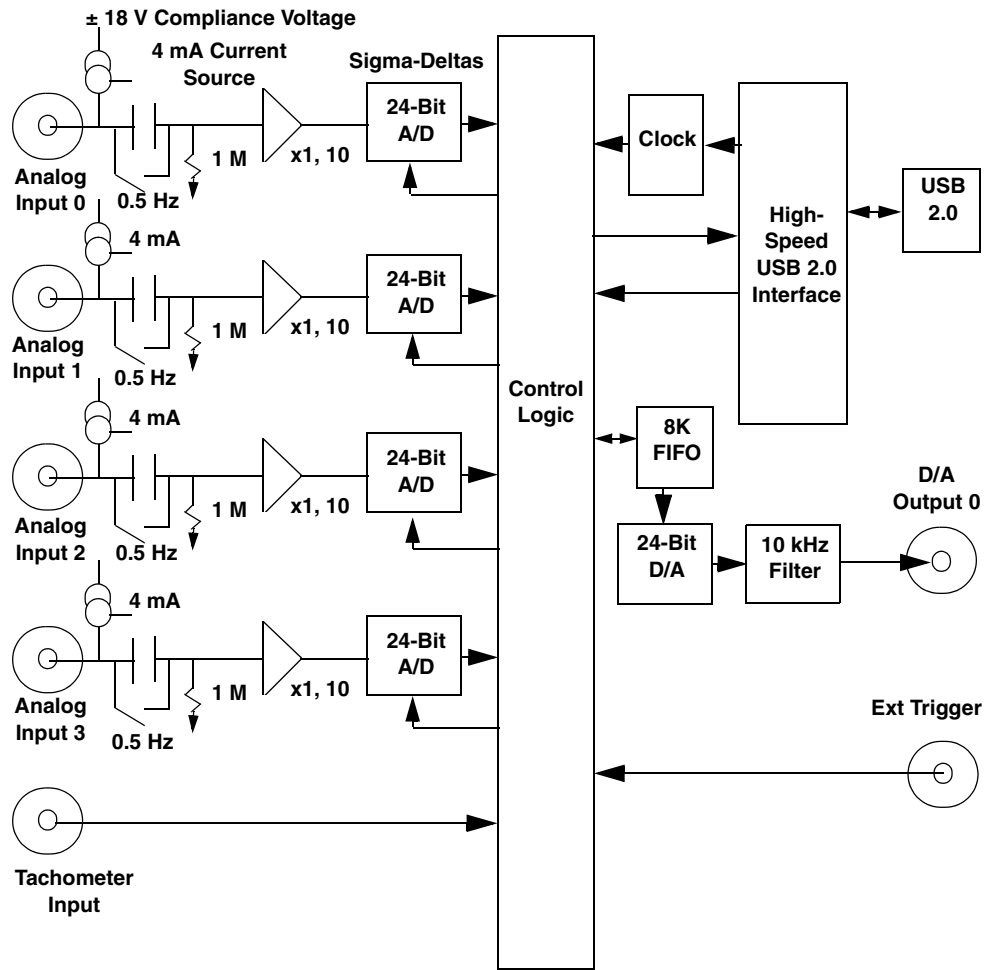 ± 18 V Compliance Voltage
4 mA Current
Source
Sigma-Deltas
24-Bit
A/D
1 M
x1, 10
Analog
Input 0
0.5 Hz
4 mA
24-Bit
A/D
1 M
x1, 10
Analog
Input 1
0.5 Hz
4 mA
24-Bit
A/D
1 M
x1, 10
Analog
Input 2
0.5 Hz
4 mA
24-Bit
A/D
1 M
x1, 10
Analog
Input 3
0.5 Hz
Tachometer
Input
Control
Logic
Clock
High-
Speed
USB 2.0
Interface
USB
2.0
8K
FIFO
24-Bit
D/A
10 kHz
Filter
D/A
Output 0
Ext Trigger